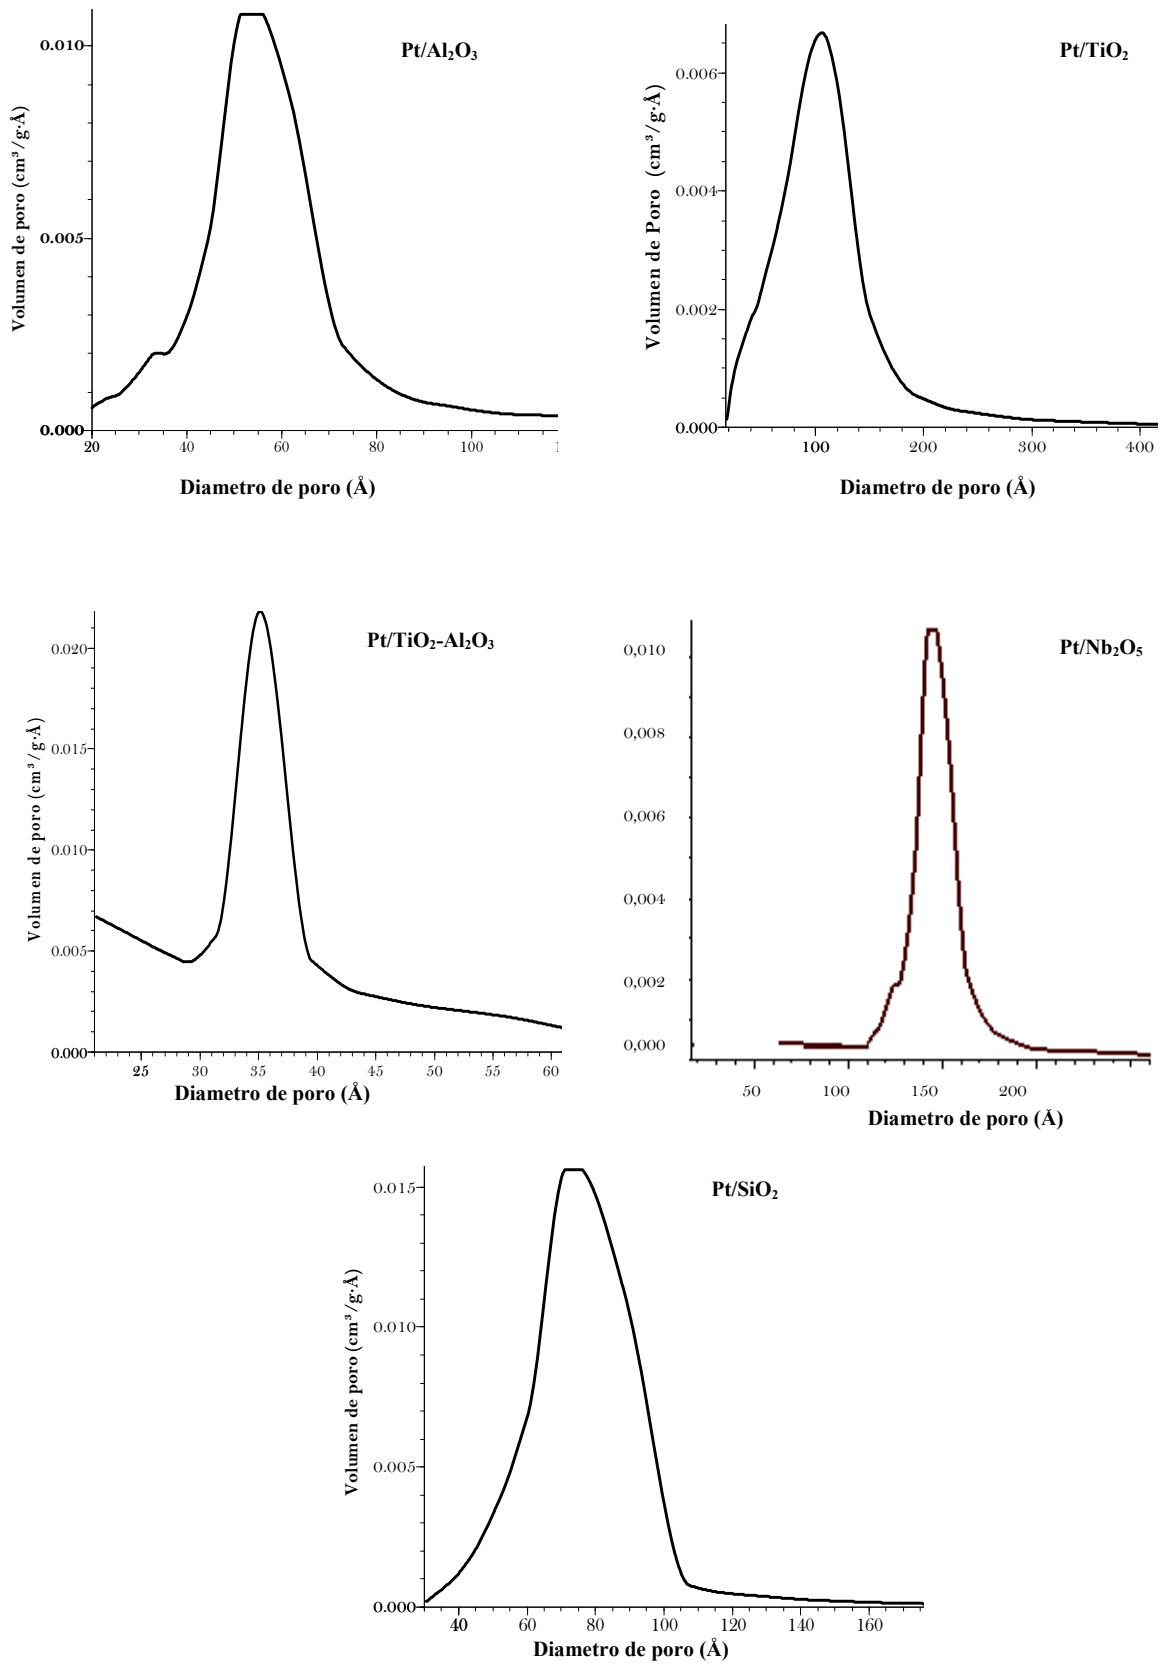 Pt/Al₂O₃
Volumen de poro (cm³/g·Å)
0.010
0.005
0.000
20 40 60 80 100 1
Diametro de poro (Å)
Pt/TiO₂
Volumen de Poro (cm³/g·Å)
0.006
0.004
0.002
0.000
100 200 300 400
Diametro de poro (Å)
Pt/TiO₂-Al₂O₃
Volumen de poro (cm³/g·Å)
0.020
0.015
0.010
0.005
0.000
25 30 35 40 45 50 55 60
Diametro de poro (Å)
Pt/Nb₂O₅
0,010
0,008
0,006
0,004
0,002
0,000
50 100 150 200
Diametro de poro (Å)
Pt/SiO₂
Volumen de poro (cm³/g·Å)
0.015
0.010
0.005
0.000
40 60 80 100 120 140 160
Diametro de poro (Å)